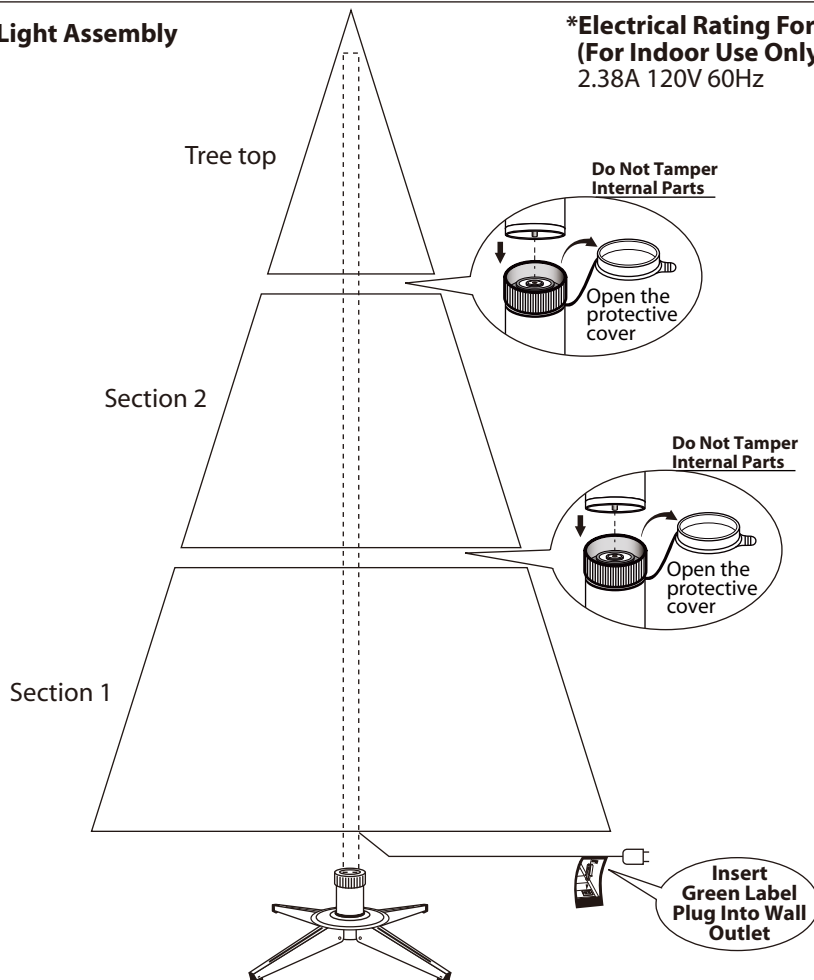 Light Assembly
*Electrical Rating For
(For Indoor Use Only
2.38A 120V 60Hz
Tree top
Do Not Tamper
Internal Parts
Open the
protective
cover
Section 2
Do Not Tamper
Internal Parts
Open the
protective
cover
Section 1
Insert
Green Label
Plug Into Wall
Outlet